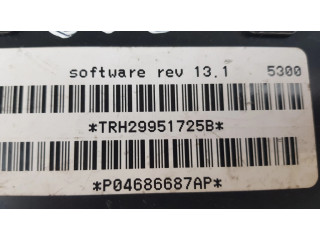 software rev 13.1 5300
*TRH29951725B*
*P04686687AP*